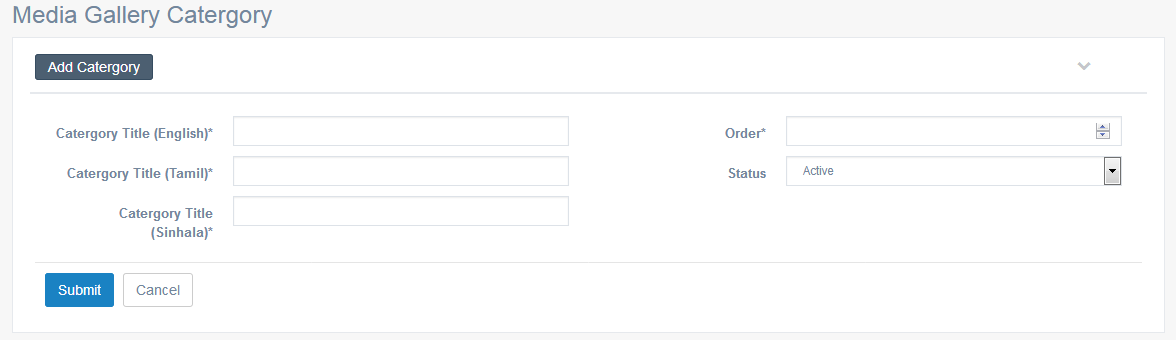 Media Gallery Catergory
Add Catergory
Catergory Title (English)*
Order*
Catergory Title (Tamil)*
Status
Active
Catergory Title
(Sinhala)*
Submit
Cancel